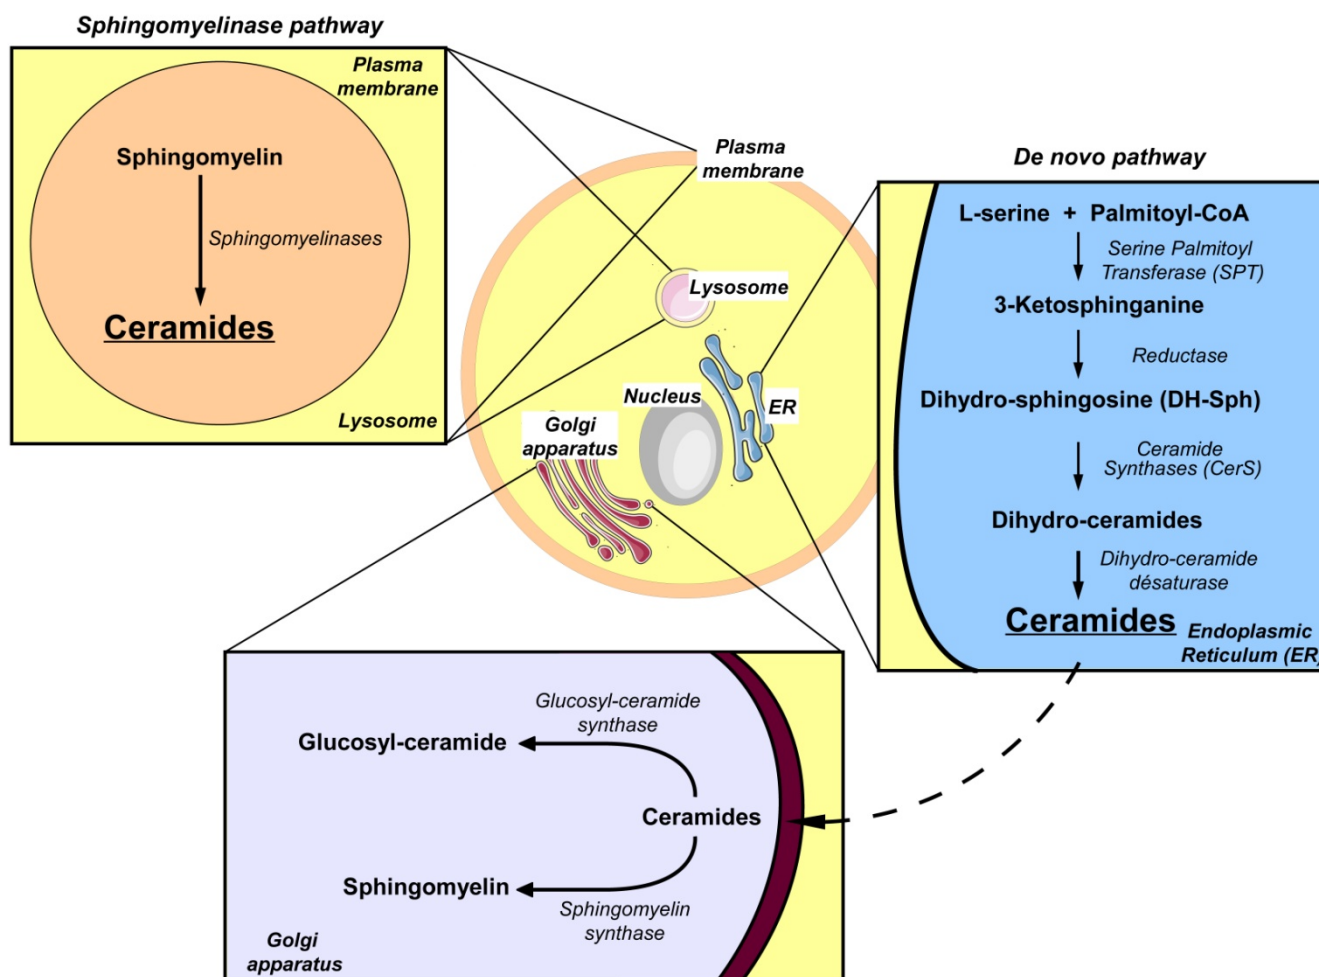 Sphingomyelinase pathway
Plasma
membrane
Sphingomyelin
Sphingomyelinases
Ceramides
Lysosome
Plasma
membrane
Lysosome
Nucleus
ER
Golgi
apparatus
De novo pathway
L-serine + Palmitoyl-CoA
Serine Palmitoyl
Transferase (SPT)
3-Ketosphinganine
Reductase
Dihydro-sphingosine (DH-Sph)
Ceramide
Synthases (CerS)
Dihydro-ceramides
Dihydro-ceramide
désaturase
Ceramides
Endoplasmic
Reticulum (ER)
Glucosyl-ceramide
synthase
Glucosyl-ceramide
Ceramides
Sphingomyelin
Sphingomyelin
synthase
Golgi
apparatus